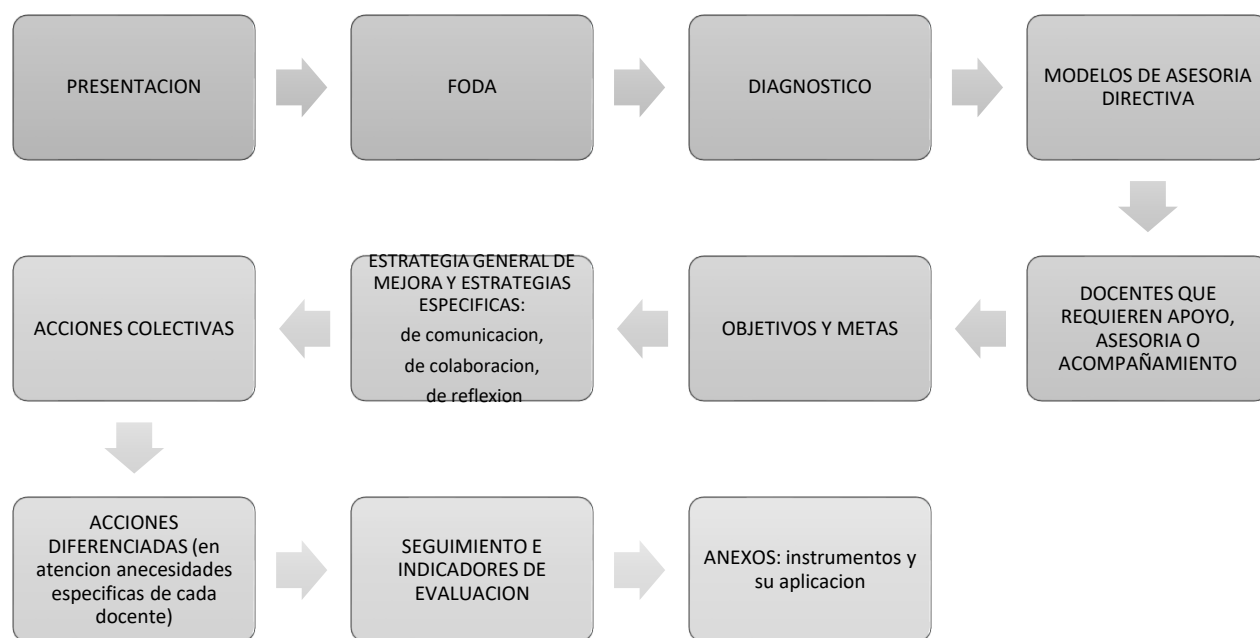 PRESENTACION
FODA
DIAGNOSTICO
MODELOS DE ASESORIA
DIRECTIVA
DOCENTES QUE
REQUIEREN APOYO,
ASESORIA O
ACOMPAÑAMIENTO
OBJETIVOS Y METAS
ESTRATEGIA GENERAL DE
MEJORA Y ESTRATEGIAS
ESPECIFICAS:
de comunicacion,
de colaboracion,
de reflexion
ACCIONES COLECTIVAS
ACCIONES
DIFERENCIADAS (en
atencion anecesidades
especificas de cada
docente)
SEGUIMIENTO E
INDICADORES DE
EVALUACION
ANEXOS: instrumentos y
su aplicacion